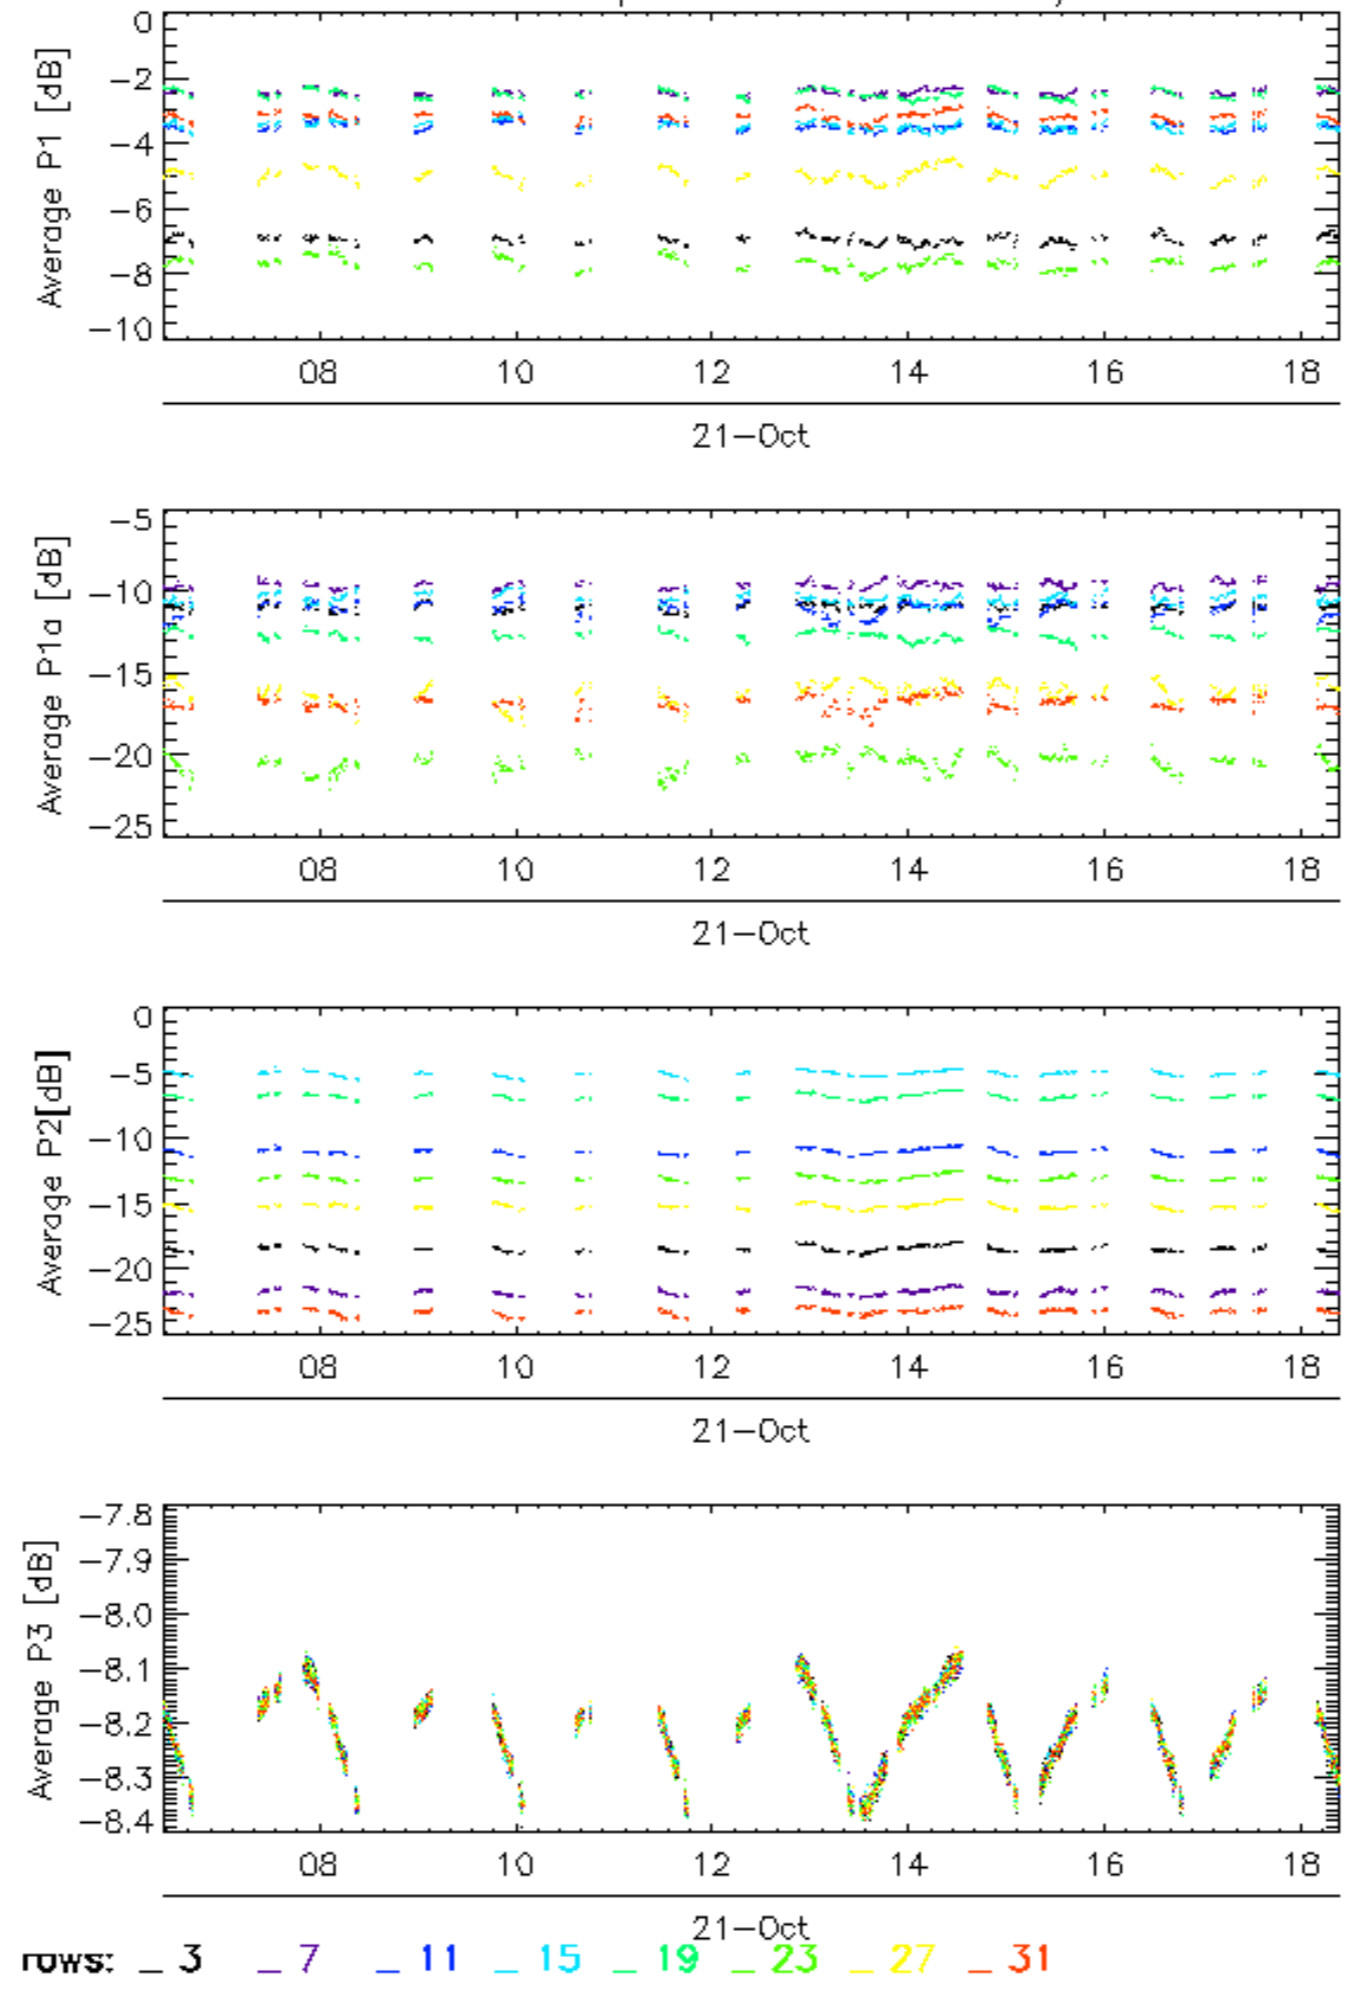 0
−2
−4
−6
−8
−10
Average P1 [dB]
08 10 12 14 16 18
21−Oct
−5
−10
−15
−20
−25
Average P1a [dB]
08 10 12 14 16 18
21−Oct
0
−5
−10
−15
−20
−25
Average P2[dB]
08 10 12 14 16 18
21−Oct
−7.8
−7.9
−8.0
−8.1
−8.2
−8.3
−8.4
Average P3 [dB]
08 10 12 14 16 18
21−Oct
rows: _ 3 _ 7 _ 11 _ 15 _ 19 _ 23 _ 27 _ 31